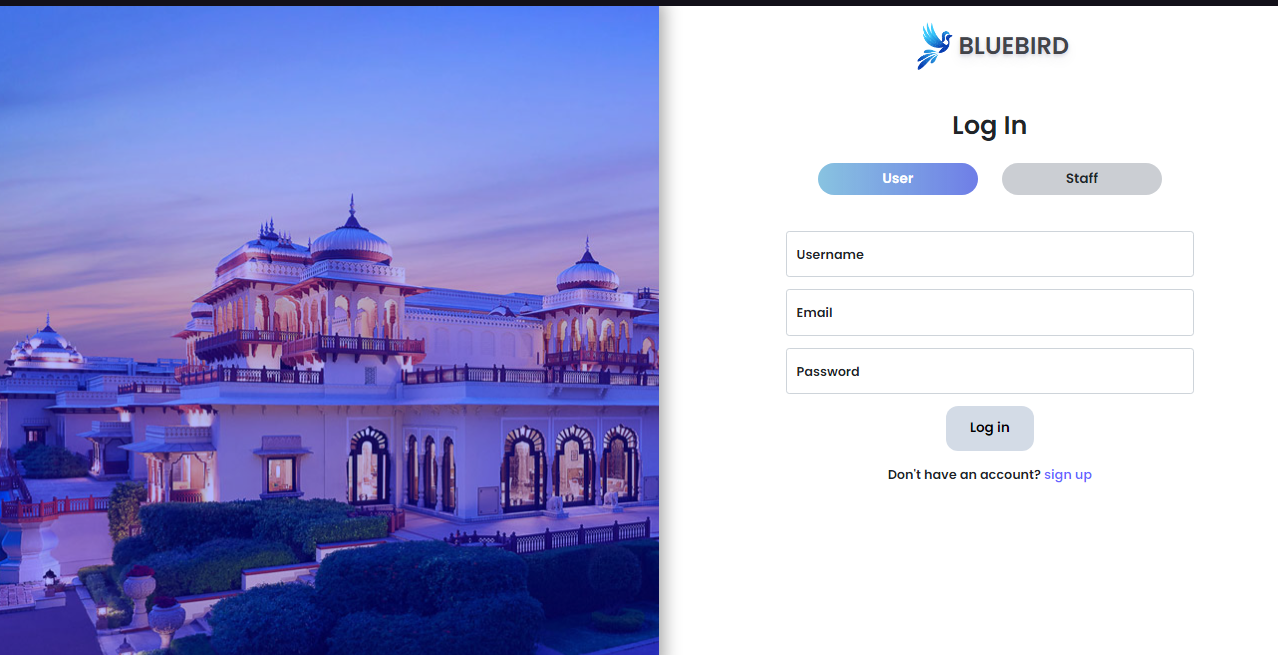 BLUEBIRD
Log In
User Staff
Username
Email
Password
Log in
Don't have an account? sign up